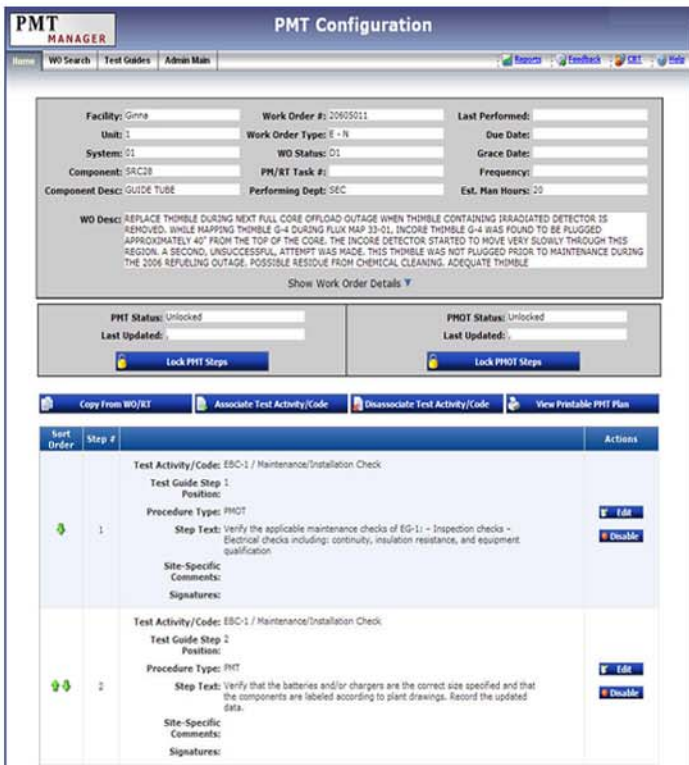 PMT MANAGER
PMT Configuration
Home WO Search Test Guides Admin Main Reports Feedback CRT Help
Facility: Ginna Work Order #: 20605011 Last Performed:
Unit: 1 Work Order Type: E - N Due Date:
System: 01 WO Status: D1 Grace Date:
Component: SRC28 PM/RT Task #: Frequency:
Component Desc: GUIDE TUBE Performing Dept: SEC Est. Man Hours: 20
WO Desc: REPLACE THIMBLE DURING NEXT FULL CORE OFFLOAD OUTAGE WHEN THIMBLE CONTAINING IRRADIATED DETECTOR IS
REMOVED. WHILE MAPPING THIMBLE G-4 DURING FLUX MAP 33-01, INCORE THIMBLE G-4 WAS FOUND TO BE PLUGGED
APPROXIMATELY 40" FROM THE TOP OF THE CORE. THE INCORE DETECTOR STARTED TO MOVE VERY SLOWLY THROUGH THIS
REGION. A SECOND, UNSUCCESSFUL, ATTEMPT WAS MADE. THIS THIMBLE WAS NOT PLUGGED PRIOR TO MAINTENANCE DURING
THE 2006 REFUELING OUTAGE. POSSIBLE RESIDUE FROM CHEMICAL CLEANING. ADEQUATE THIMBLE
Show Work Order Details ▼
PMT Status: Unlocked PMOT Status: Unlocked
Last Updated: , Last Updated: ,
Lock PMT Steps Lock PMOT Steps
Copy From WO/RT Associate Test Activity/Code Disassociate Test Activity/Code View Printable PMT Plan
Sort Order Step # Actions
Test Activity/Code: EBC-1 / Maintenance/Installation Check
Test Guide Step Position: 1
Procedure Type: PMOT Edit
1 Step Text: Verify the applicable maintenance checks of EG-1: – Inspection checks –
Electrical checks including: continuity, insulation resistance, and equipment
qualification
Disable
Site-Specific Comments:
Signatures:
Test Activity/Code: EBC-1 / Maintenance/Installation Check
Test Guide Step Position: 2
Procedure Type: PMT Edit
2 Step Text: Verify that the batteries and/or chargers are the correct size specified and that
the components are labeled according to plant drawings. Record the updated
data.
Disable
Site-Specific Comments:
Signatures: